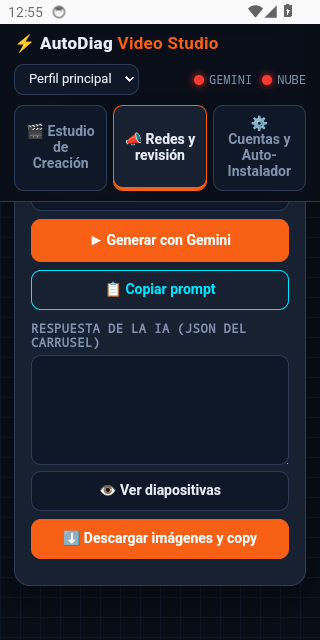 12:55
⚡ AutoDiag Video Studio
Perfil principal
GEMINI
NUBE
🎬 Estudio
de
Creación
📣 Redes y
revisión
⚙️
Cuentas y
Auto-
Instalador
▶ Generar con Gemini
📋 Copiar prompt
RESPUESTA DE LA IA (JSON DEL
CARRUSEL)
👁️ Ver diapositivas
⬇️ Descargar imágenes y copy